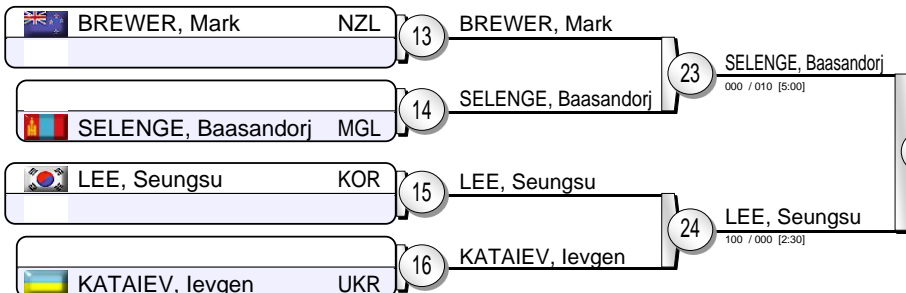 BREWER, Mark NZL
13
BREWER, Mark
SELENGE, Baasandorj MGL
14
SELENGE, Baasandorj
23
SELENGE, Baasandorj
000 / 010 [5:00]
LEE, Seungsu KOR
15
LEE, Seungsu
KATAIEV, Ievgen UKR
16
KATAIEV, Ievgen
24
LEE, Seungsu
100 / 000 [2:30]